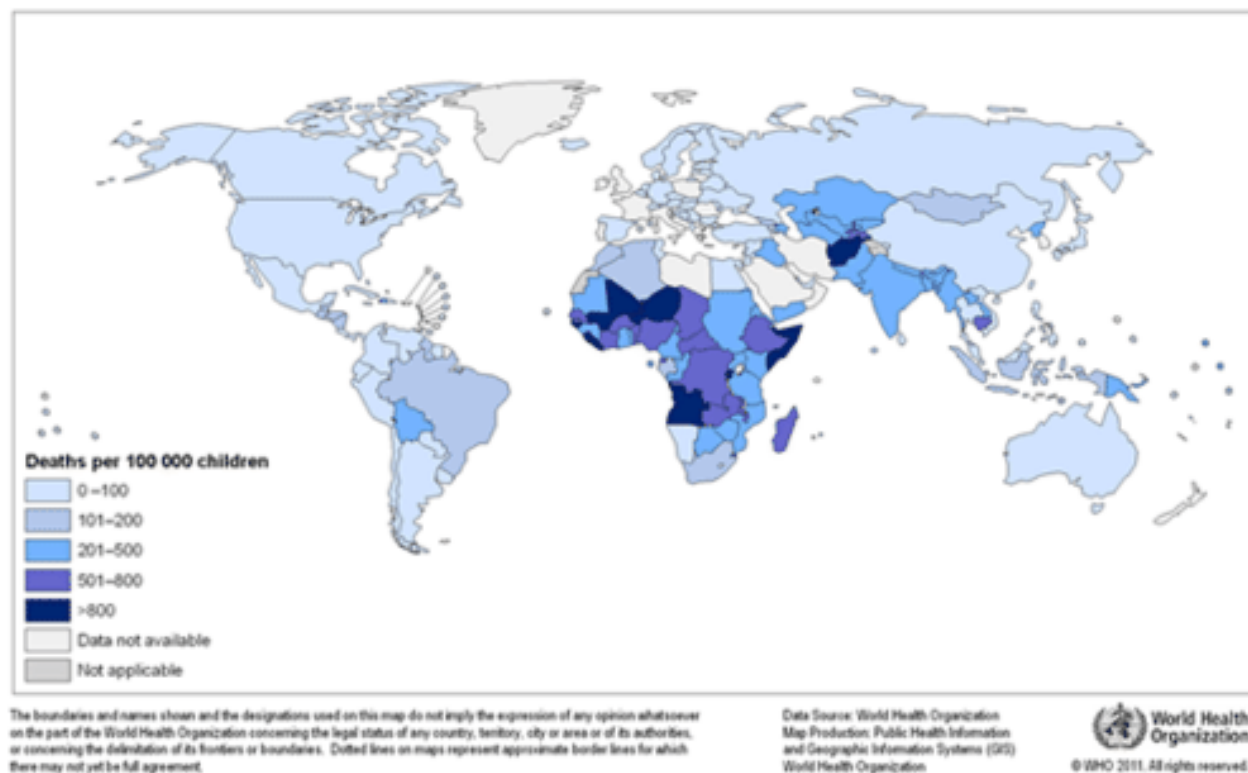 Deaths per 100 000 children
0–100
101–200
201–500
501–800
>800
Data not available
Not applicable
The boundaries and names shown and the designations used on this map do not imply the expression of any opinion whatsoever
on the part of the World Health Organization concerning the legal status of any country, territory, city or area or of its authorities,
or concerning the delimitation of its frontiers or boundaries. Dotted lines on maps represent approximate border lines for which
there may not yet be full agreement.
Data Source: World Health Organization
Map Production: Public Health Information
and Geographic Information Systems (GIS)
World Health Organization
World Health
Organization
© WHO 2011. All rights reserved.